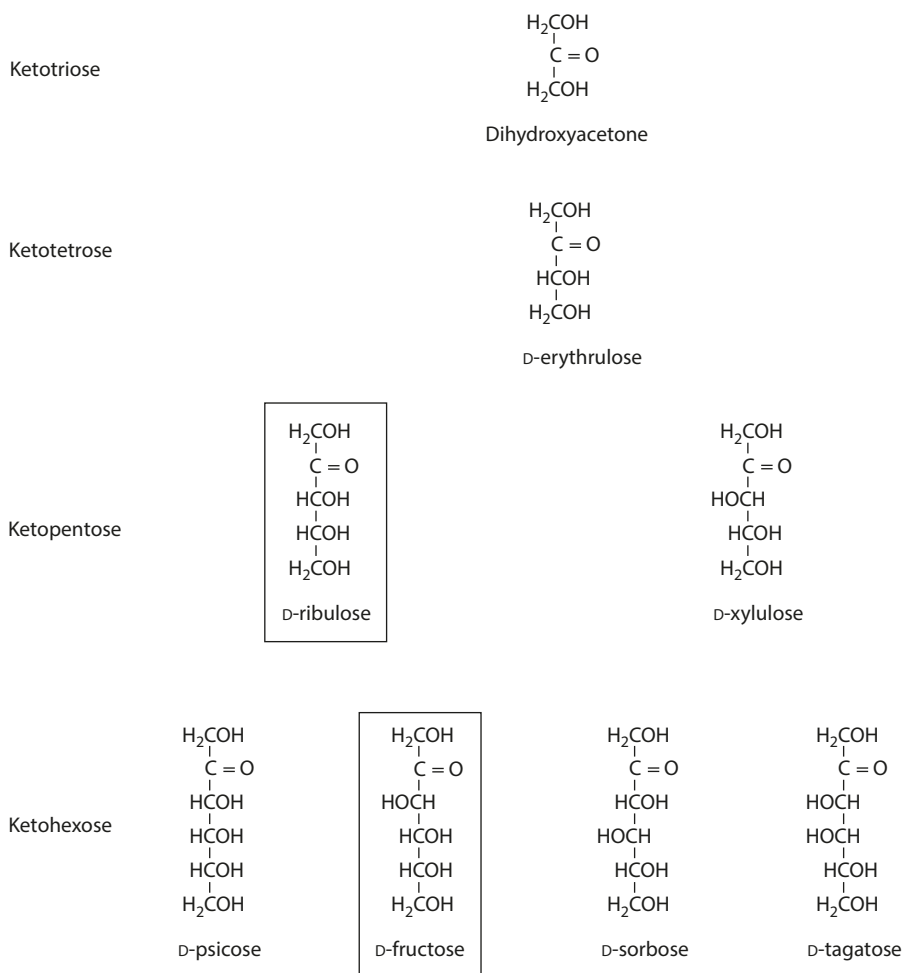 Ketotriose
H₂COH
C = O
H₂COH
Dihydroxyacetone
Ketotetrose
H₂COH
C = O
HCOH
H₂COH
D-erythrulose
Ketopentose
H₂COH
C = O
HCOH
HCOH
H₂COH
D-ribulose
H₂COH
C = O
HOCH
HCOH
H₂COH
D-xylulose
Ketohexose
H₂COH
C = O
HCOH
HCOH
HCOH
H₂COH
D-psicose
H₂COH
C = O
HOCH
HCOH
HCOH
H₂COH
D-fructose
H₂COH
C = O
HCOH
HOCH
HCOH
H₂COH
D-sorbose
H₂COH
C = O
HOCH
HOCH
HCOH
H₂COH
D-tagatose